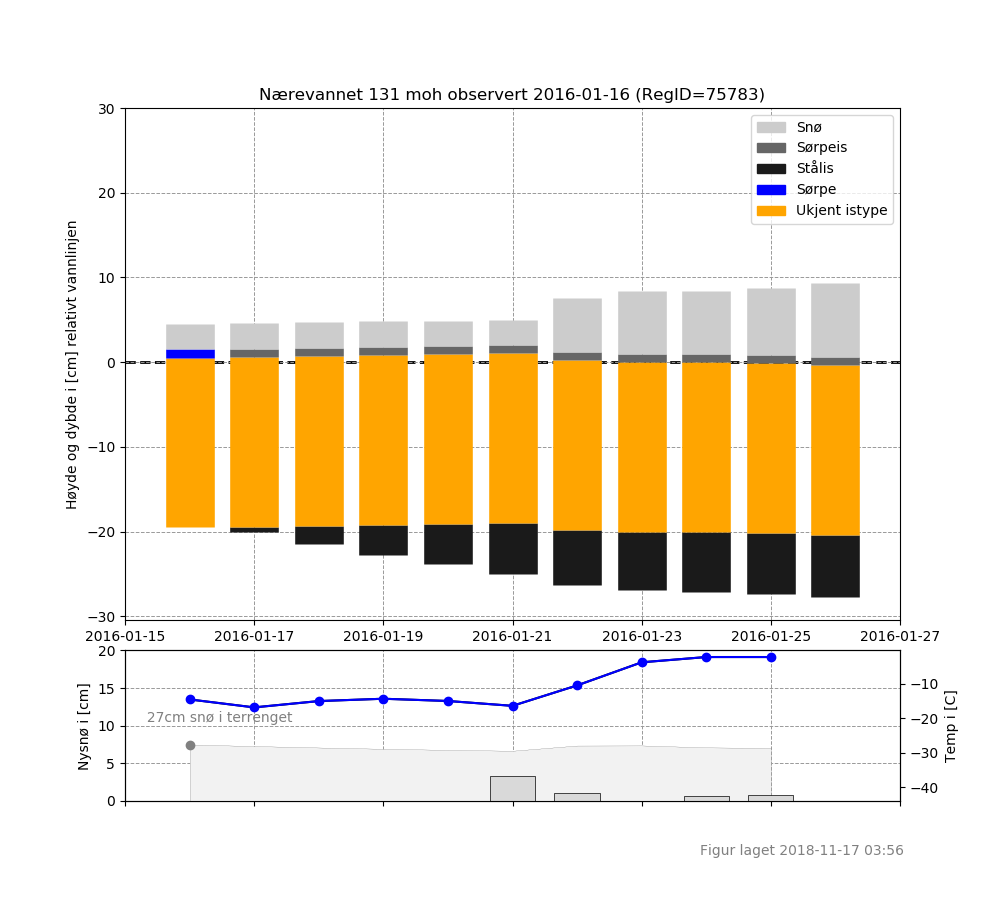 Nærevannet 131 moh observert 2016-01-16 (RegID=75783)
30
20
10
0
−10
−20
−30
Høyde og dybde i [cm] relativt vannlinjen
Snø
Sørpeis
Stålis
Sørpe
Ukjent istype
2016-01-15 2016-01-17 2016-01-19 2016-01-21 2016-01-23 2016-01-25 2016-01-27
20
15
10
5
0
Nysnø i [cm]
27cm snø i terrenget
−10
−20
−30
−40
Temp i [C]
Figur laget 2018-11-17 03:56